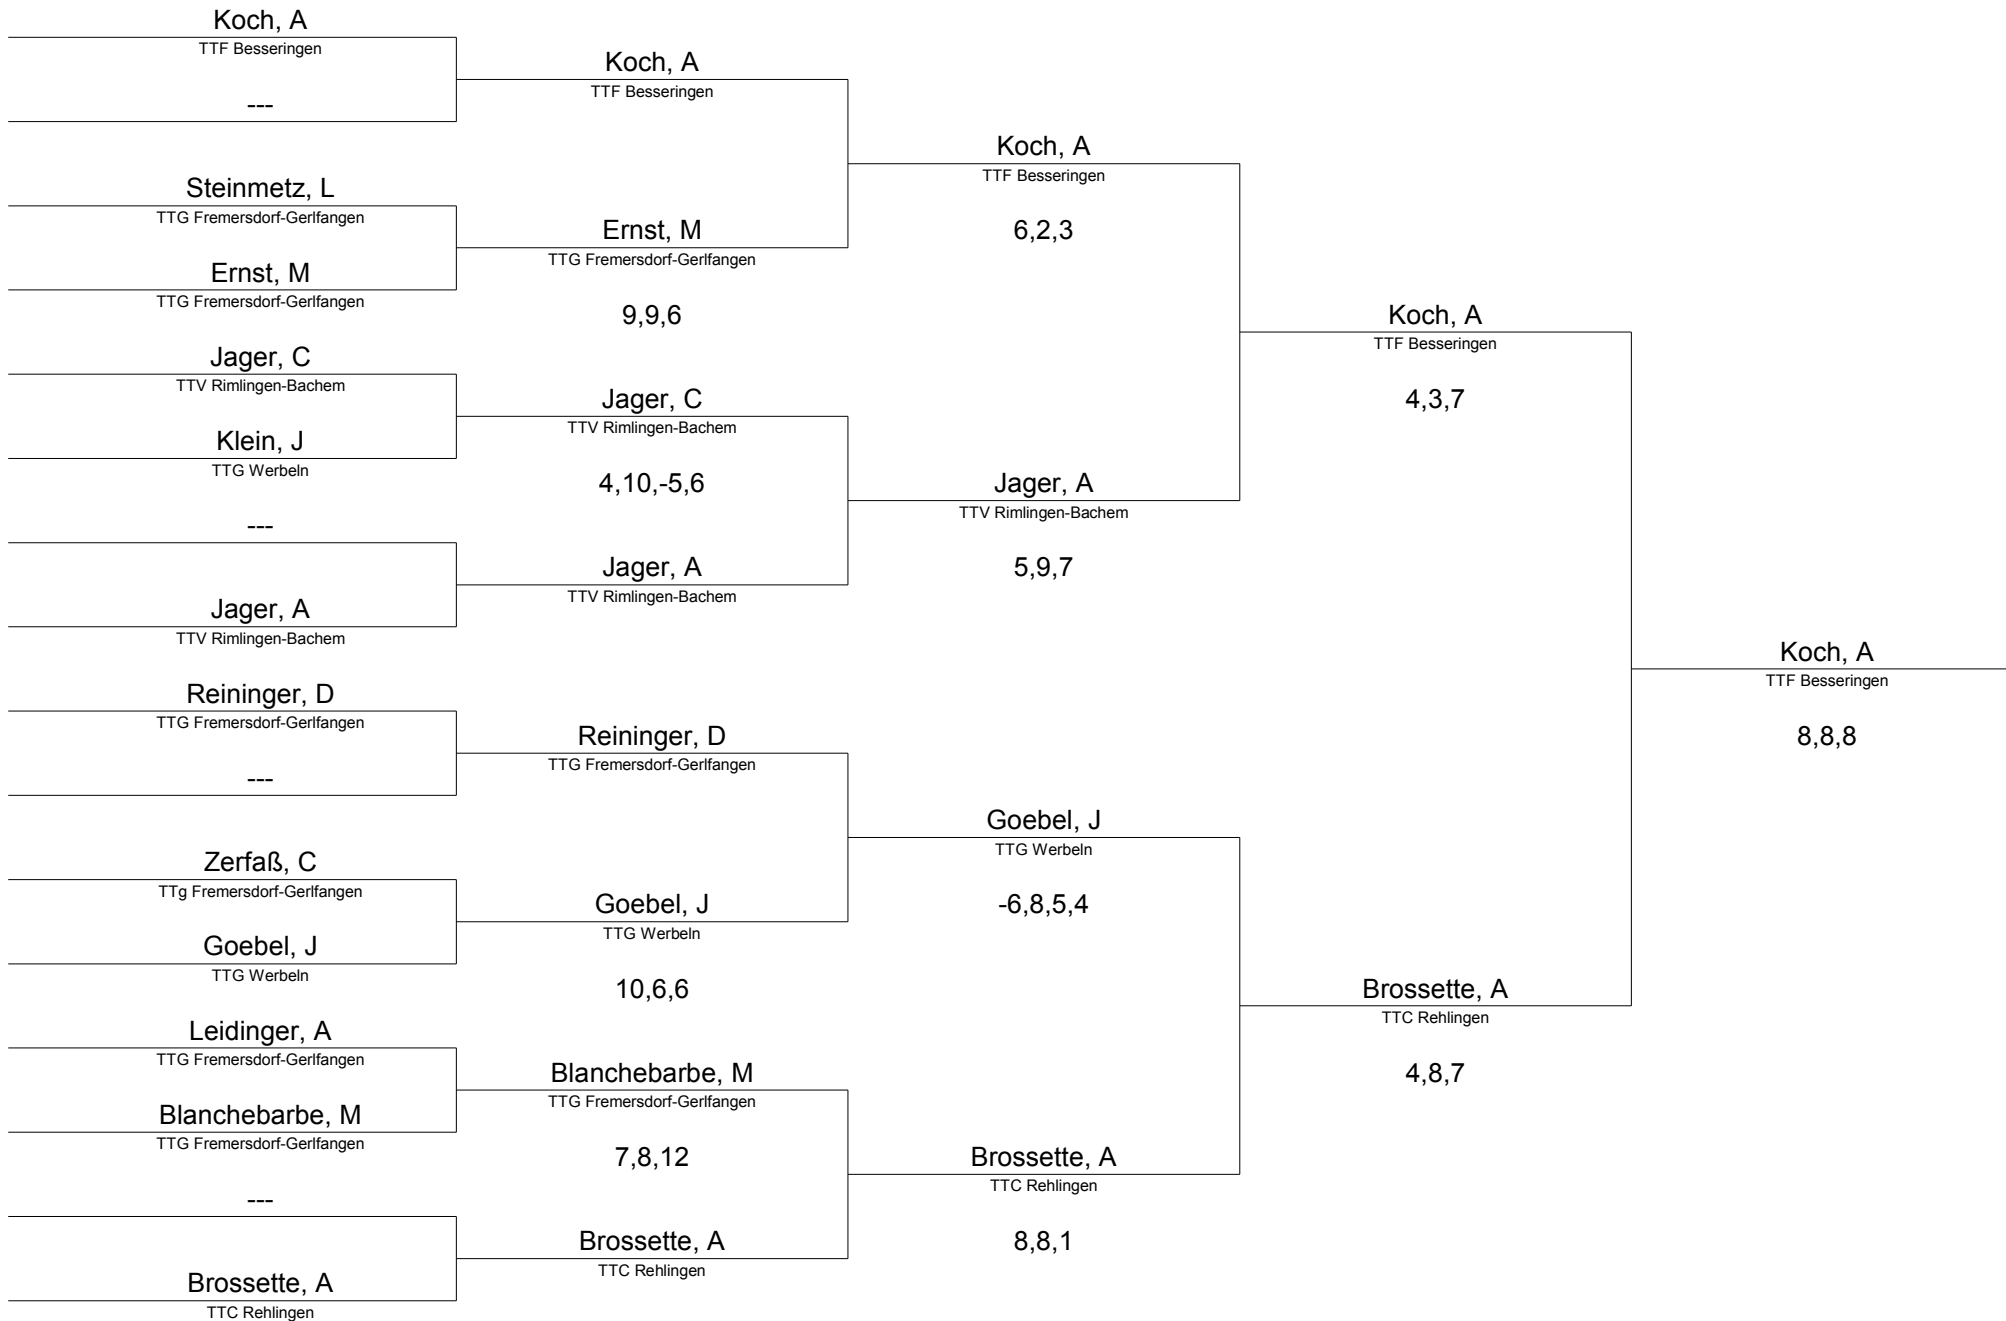 Koch, A
TTF Besseringen
---
Steinmetz, L
TTG Fremersdorf-Gerlfangen
Ernst, M
TTG Fremersdorf-Gerlfangen
Jager, C
TTV Rimlingen-Bachem
Klein, J
TTG Werbeln
---
Jager, A
TTV Rimlingen-Bachem
Reininger, D
TTG Fremersdorf-Gerlfangen
---
Zerfaß, C
TTg Fremersdorf-Gerlfangen
Goebel, J
TTG Werbeln
Leidinger, A
TTG Fremersdorf-Gerlfangen
Blanchebarbe, M
TTG Fremersdorf-Gerlfangen
---
Brossette, A
TTC Rehlingen
Koch, A
TTF Besseringen
Ernst, M
TTG Fremersdorf-Gerlfangen
9,9,6
Jager, C
TTV Rimlingen-Bachem
4,10,-5,6
Jager, A
TTV Rimlingen-Bachem
Reininger, D
TTG Fremersdorf-Gerlfangen
Goebel, J
TTG Werbeln
10,6,6
Blanchebarbe, M
TTG Fremersdorf-Gerlfangen
7,8,12
Brossette, A
TTC Rehlingen
Koch, A
TTF Besseringen
6,2,3
Jager, A
TTV Rimlingen-Bachem
5,9,7
Goebel, J
TTG Werbeln
-6,8,5,4
Brossette, A
TTC Rehlingen
8,8,1
Koch, A
TTF Besseringen
4,3,7
Brossette, A
TTC Rehlingen
4,8,7
Koch, A
TTF Besseringen
8,8,8